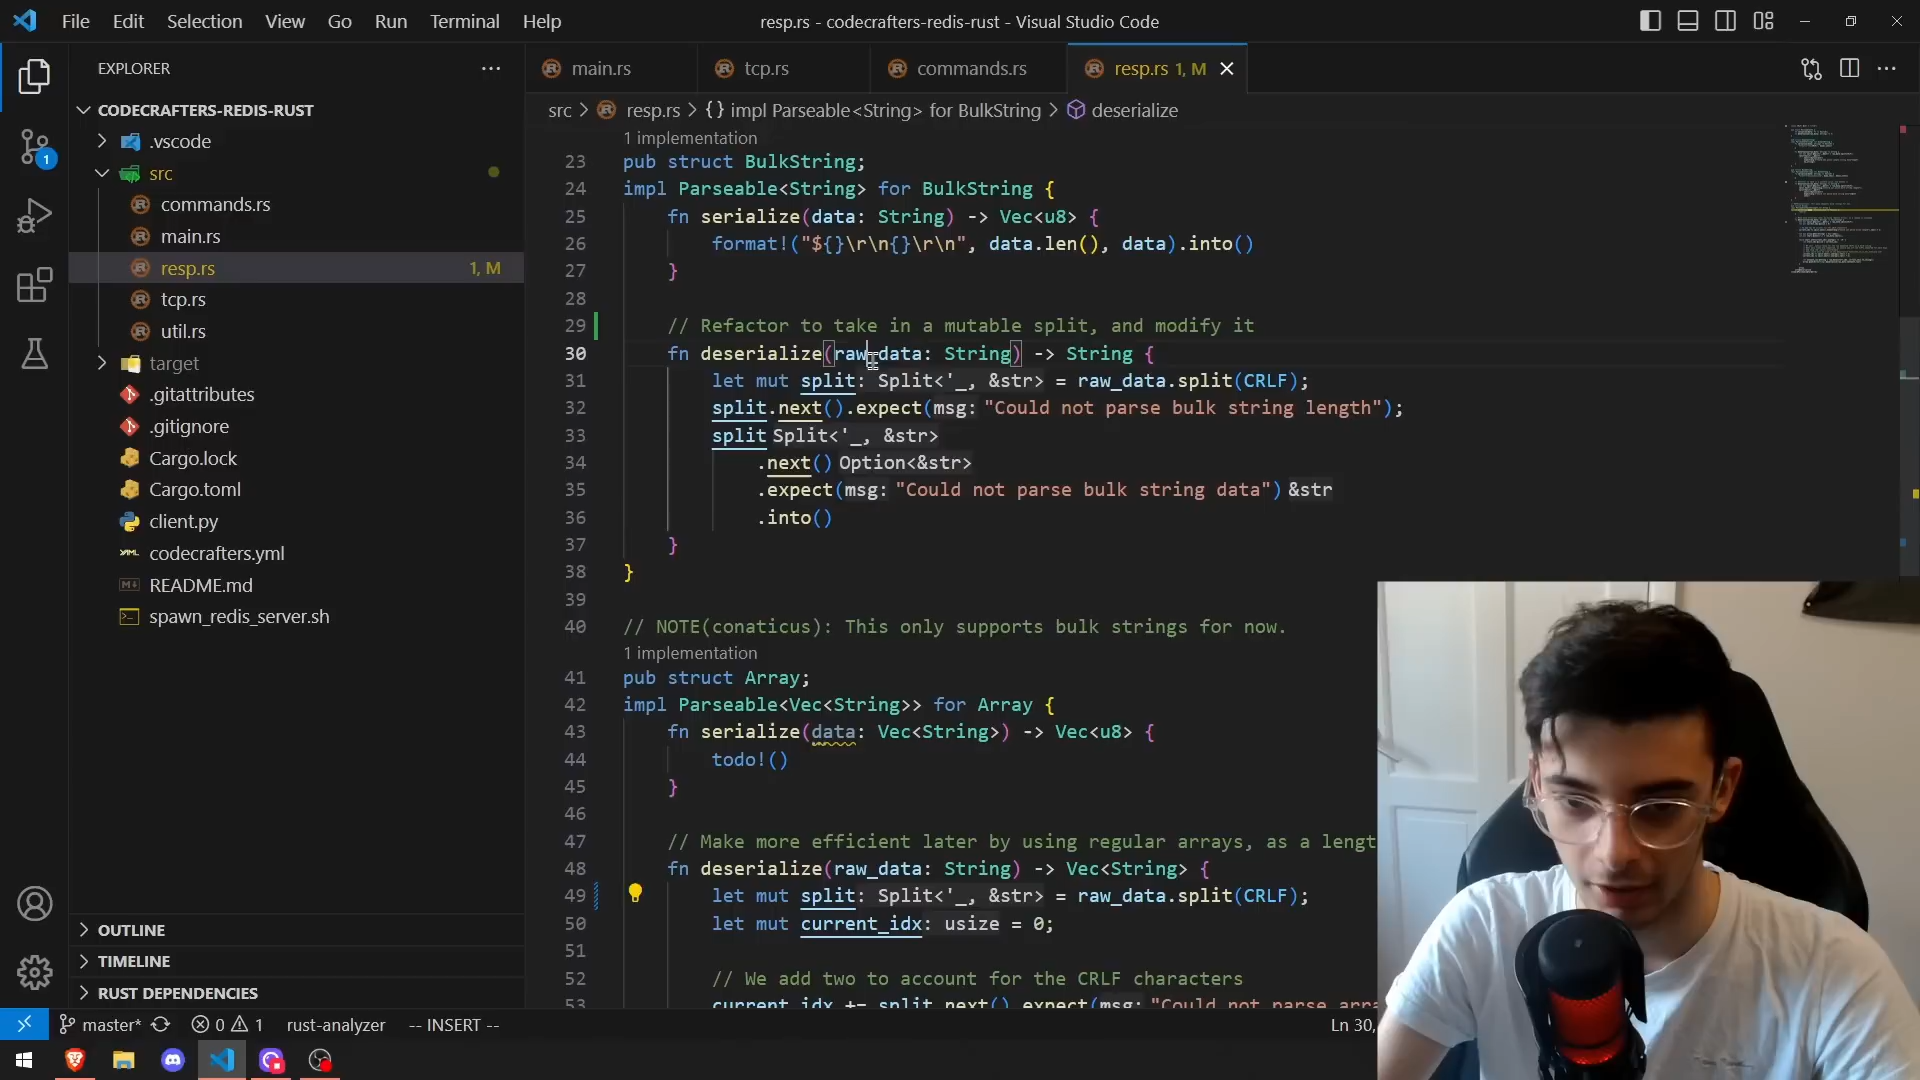 File Edit Selection View Go Run Terminal Help
resp.rs - codecrafters-redis-rust - Visual Studio Code
EXPLORER
CODECRAFTERS-REDIS-RUST
.vscode
src
commands.rs
main.rs
resp.rs 1, M
tcp.rs
util.rs
target
.gitattributes
.gitignore
Cargo.lock
Cargo.toml
client.py
codecrafters.yml
README.md
spawn_redis_server.sh
OUTLINE
TIMELINE
RUST DEPENDENCIES
main.rs tcp.rs commands.rs resp.rs 1, M
src > resp.rs > {} impl Parseable<String> for BulkString > deserialize
1 implementation
23 pub struct BulkString;
24 impl Parseable<String> for BulkString {
25 fn serialize(data: String) -> Vec<u8> {
26 format!("${}\r\n{}\r\n", data.len(), data).into()
27 }
28
29 // Refactor to take in a mutable split, and modify it
30 fn deserialize(raw_data: String) -> String {
31 let mut split: Split<'_, &str> = raw_data.split(CRLF);
32 split.next().expect(msg: "Could not parse bulk string length");
33 split Split<'_, &str>
34 .next() Option<&str>
35 .expect(msg: "Could not parse bulk string data") &str
36 .into()
37 }
38 }
39
40 // NOTE(conaticus): This only supports bulk strings for now.
1 implementation
41 pub struct Array;
42 impl Parseable<Vec<String>> for Array {
43 fn serialize(data: Vec<String>) -> Vec<u8> {
44 todo!()
45 }
46
47 // Make more efficient later by using regular arrays, as a lengt
48 fn deserialize(raw_data: String) -> Vec<String> {
49 let mut split: Split<'_, &str> = raw_data.split(CRLF);
50 let mut current_idx: usize = 0;
51
52 // We add two to account for the CRLF characters
53 current_idx += split.next().expect(msg: "Could not parse arra
1
master* 0 1 rust-analyzer -- INSERT -- Ln 30,